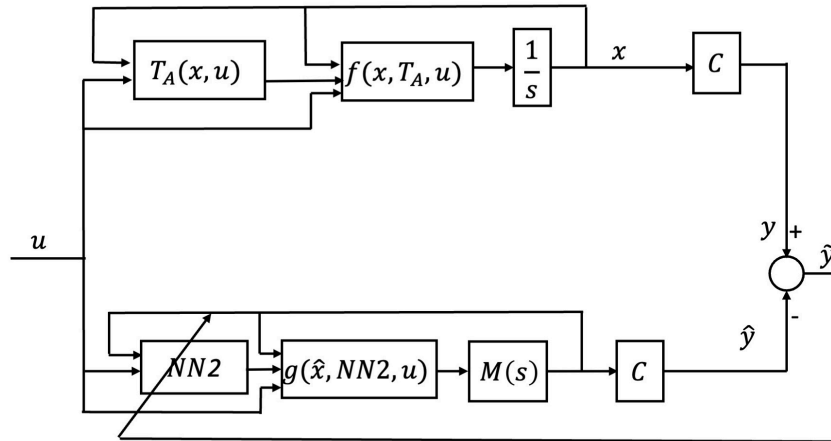 T_A(x, u)
f(x, T_A, u)
1
s
x
C
u
y
+
ỹ
-
ŷ
NN2
g(x̂, NN2, u)
M(s)
C